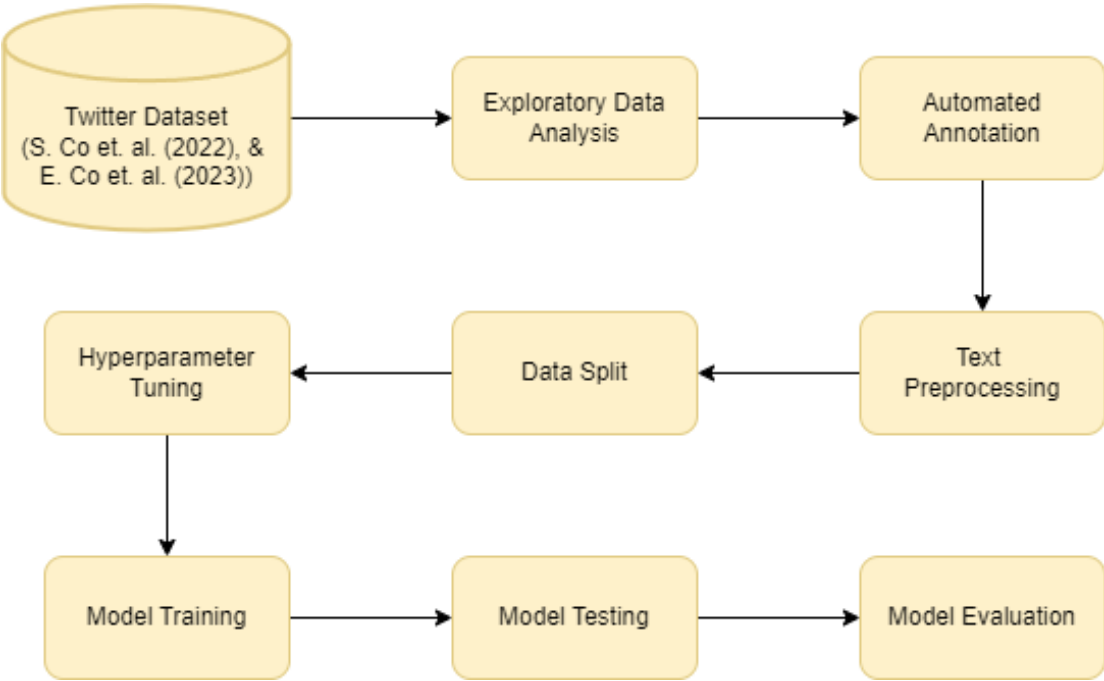 Twitter Dataset
(S. Co et. al. (2022), &
E. Co et. al. (2023))
Exploratory Data
Analysis
Automated
Annotation
Text
Preprocessing
Data Split
Hyperparameter
Tuning
Model Training
Model Testing
Model Evaluation